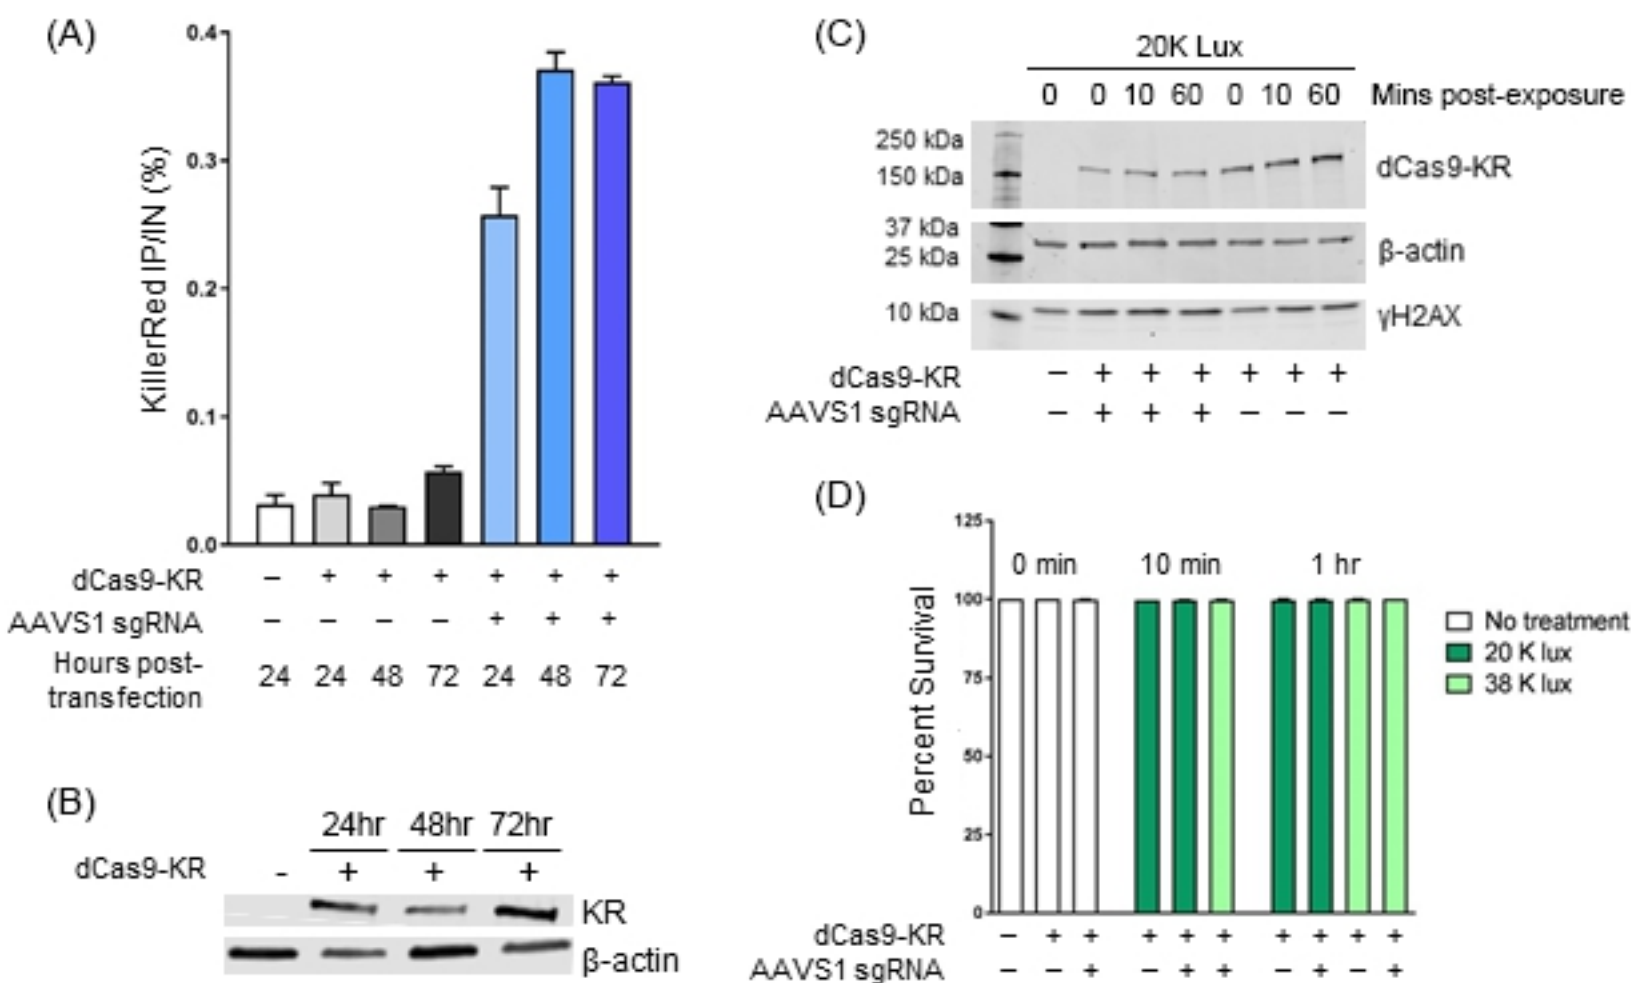 (A)
0.4
0.3
0.2
0.1
0.0
KillerRed IP/IN (%)
dCas9-KR − + + + + + +
AAVS1 sgRNA − − − − + + +
Hours post-
transfection
24 24 48 72 24 48 72
(B)
24hr 48hr 72hr
dCas9-KR - + + +
KR
β-actin
(C)
20K Lux
0 0 10 60 0 10 60 Mins post-exposure
250 kDa
150 kDa
dCas9-KR
37 kDa
25 kDa
β-actin
10 kDa
γH2AX
dCas9-KR − + + + + + +
AAVS1 sgRNA − + + + − − −
(D)
125
100
75
50
25
0
Percent Survival
0 min 10 min 1 hr
No treatment
20 K lux
38 K lux
dCas9-KR − + + + + + + + + +
AAVS1 sgRNA − − + − + + − + − +